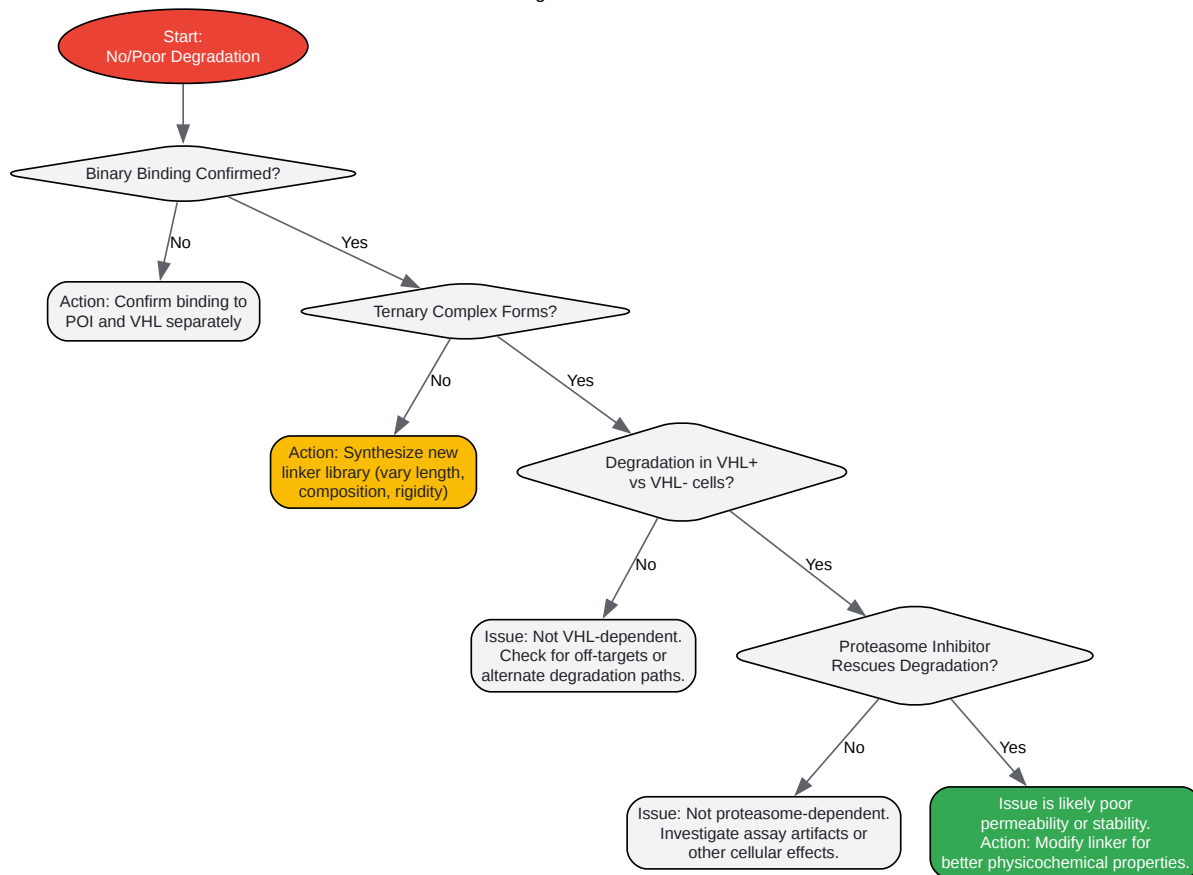 Start:
No/Poor Degradation
Binary Binding Confirmed?
No
Yes
Action: Confirm binding to
POI and VHL separately
Ternary Complex Forms?
No
Yes
Action: Synthesize new
linker library (vary length,
composition, rigidity)
Degradation in VHL+
vs VHL- cells?
No
Yes
Issue: Not VHL-dependent.
Check for off-targets or
alternate degradation paths.
Proteasome Inhibitor
Rescues Degradation?
No
Yes
Issue: Not proteasome-dependent.
Investigate assay artifacts or
other cellular effects.
Issue is likely poor
permeability or stability.
Action: Modify linker for
better physicochemical properties.